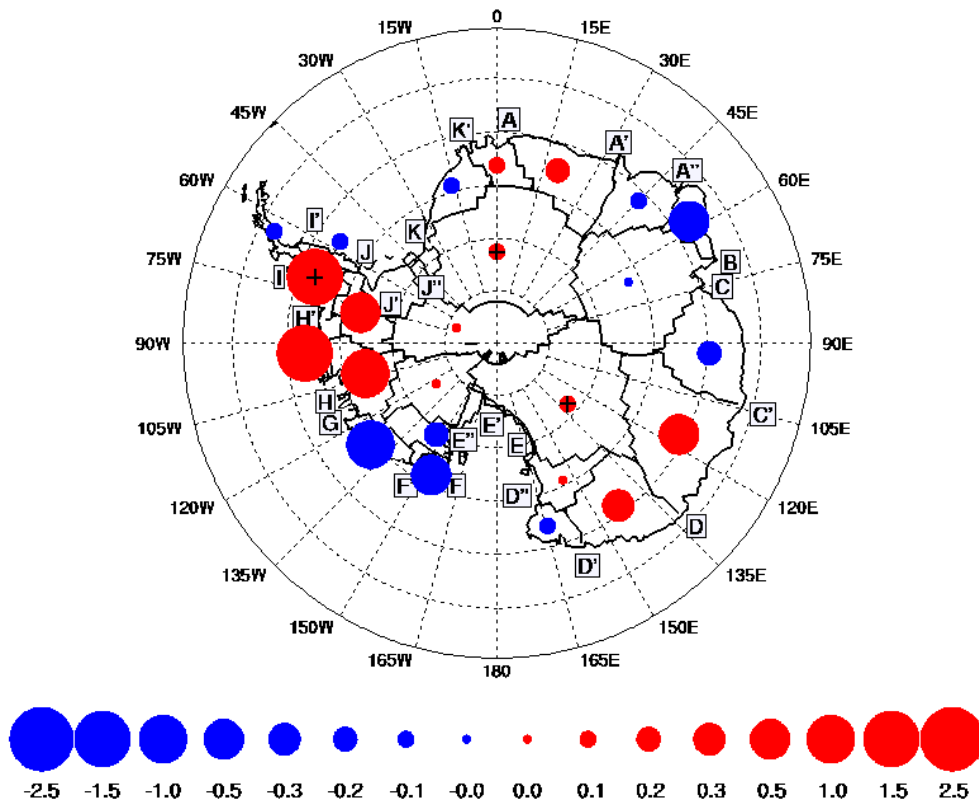 0
15W 15E
30W 30E
K' A
45W A' 45E
A"
60W 60E
I'
K
75W J B 75E
I J" C
J'
H'
90W 90E
H C'
105W G E" E' E 105E
F' F D"
120W D 120E
D'
135W 135E
150W 150E
165W 165E
180
-2.5 -1.5 -1.0 -0.5 -0.3 -0.2 -0.1 -0.0 0.0 0.1 0.2 0.3 0.5 1.0 1.5 2.5